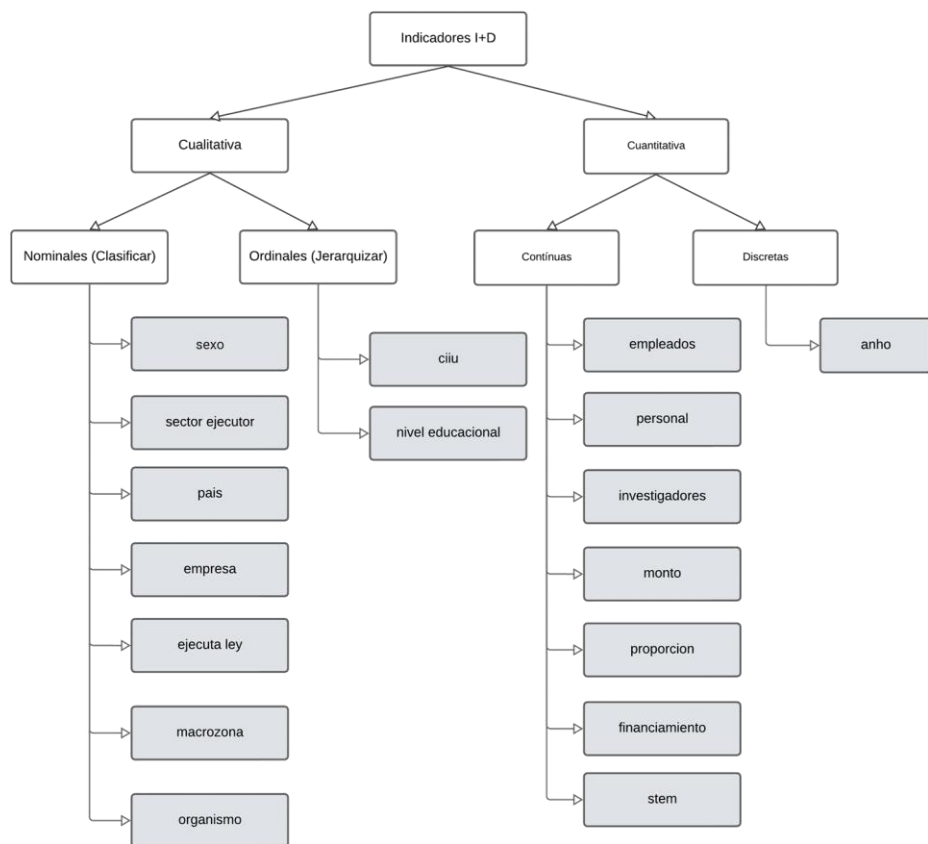 Indicadores I+D
Cualitativa
Cuantitativa
Nominales (Clasificar)
Ordinales (Jerarquizar)
Contínuas
Discretas
sexo
sector ejecutor
pais
empresa
ejecuta ley
macrozona
organismo
ciiu
nivel educacional
empleados
personal
investigadores
monto
proporcion
financiamiento
stem
anho